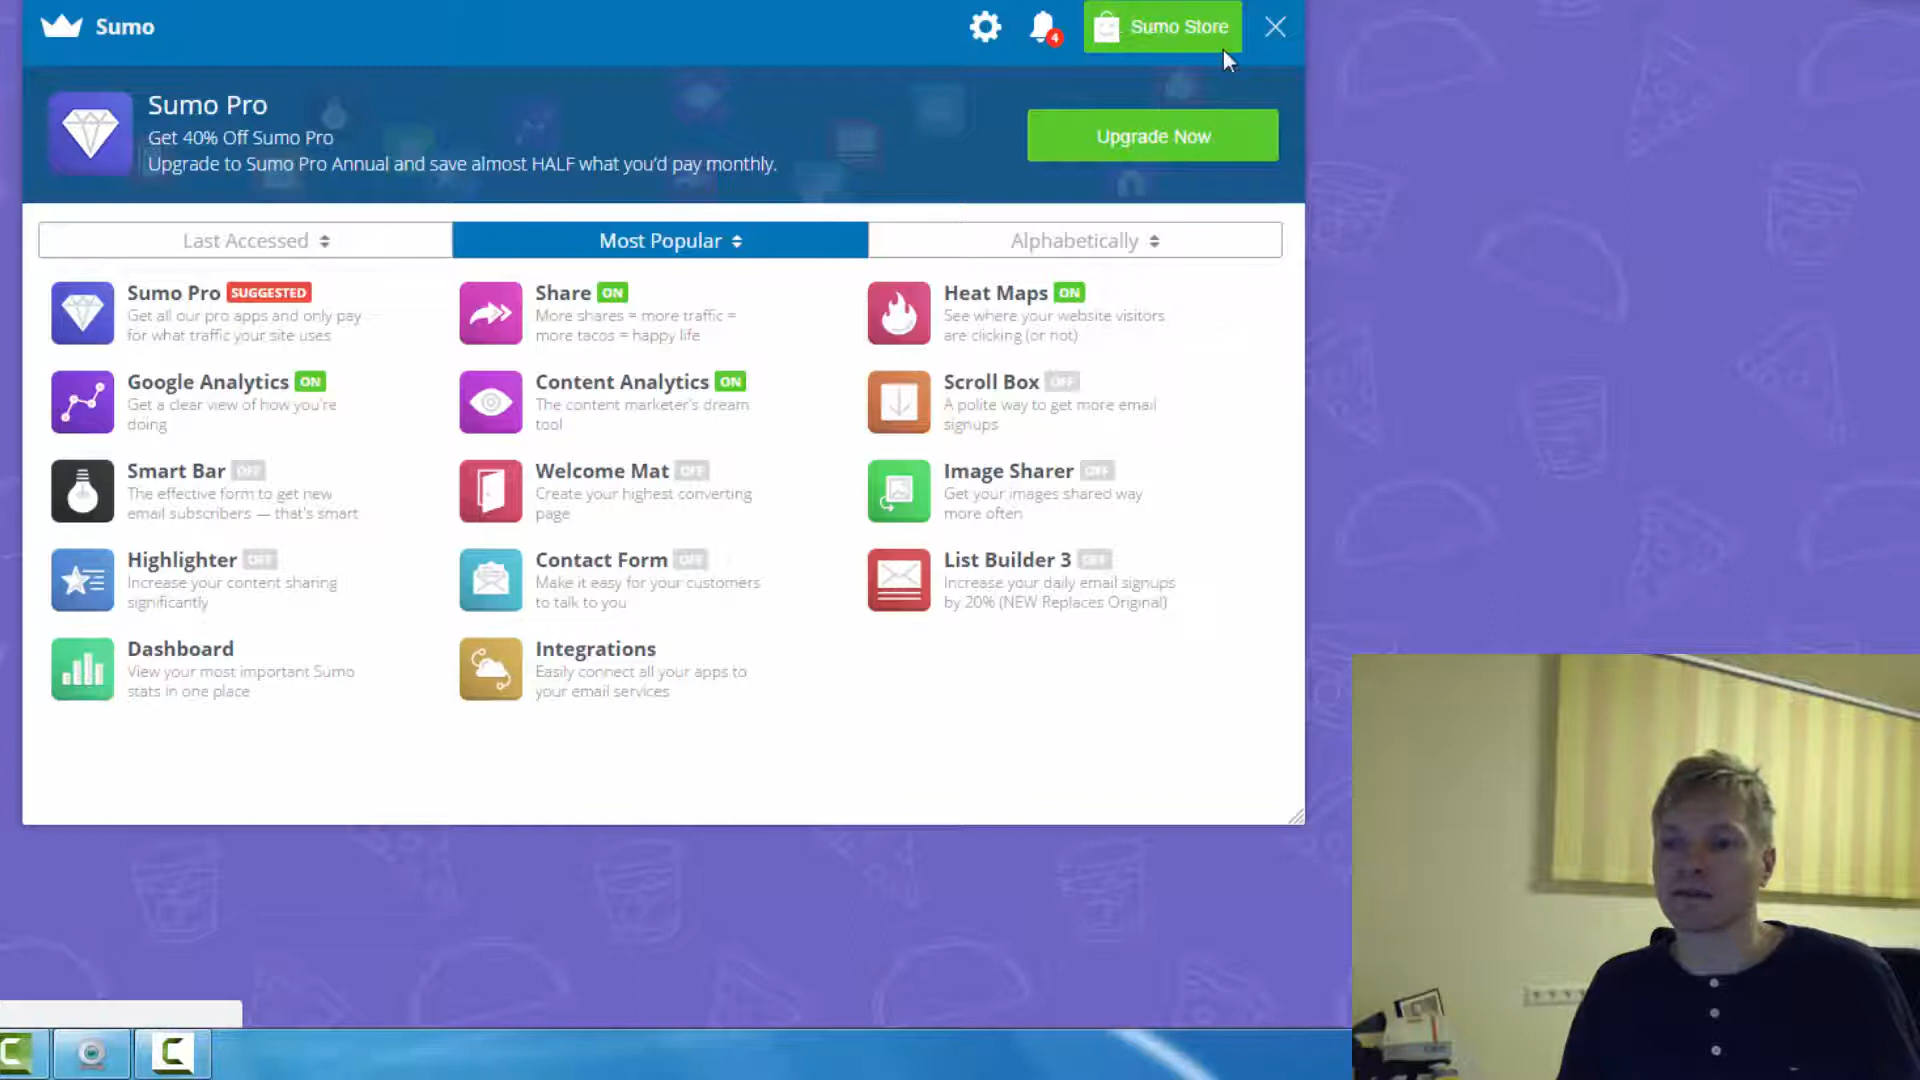 Sumo
4
Sumo Store
Sumo Pro
Get 40% Off Sumo Pro
Upgrade to Sumo Pro Annual and save almost HALF what you'd pay monthly.
Upgrade Now
Last Accessed
Most Popular
Alphabetically
Sumo Pro SUGGESTED
Get all our pro apps and only pay
for what traffic your site uses
Share ON
More shares = more traffic =
more tacos = happy life
Heat Maps ON
See where your website visitors
are clicking (or not)
Google Analytics ON
Get a clear view of how you're
doing
Content Analytics ON
The content marketer's dream
tool
Scroll Box OFF
A polite way to get more email
signups
Smart Bar OFF
The effective form to get new
email subscribers — that's smart
Welcome Mat OFF
Create your highest converting
page
Image Sharer OFF
Get your images shared way
more often
Highlighter OFF
Increase your content sharing
significantly
Contact Form OFF
Make it easy for your customers
to talk to you
List Builder 3 OFF
Increase your daily email signups
by 20% (NEW Replaces Original)
Dashboard
View your most important Sumo
stats in one place
Integrations
Easily connect all your apps to
your email services